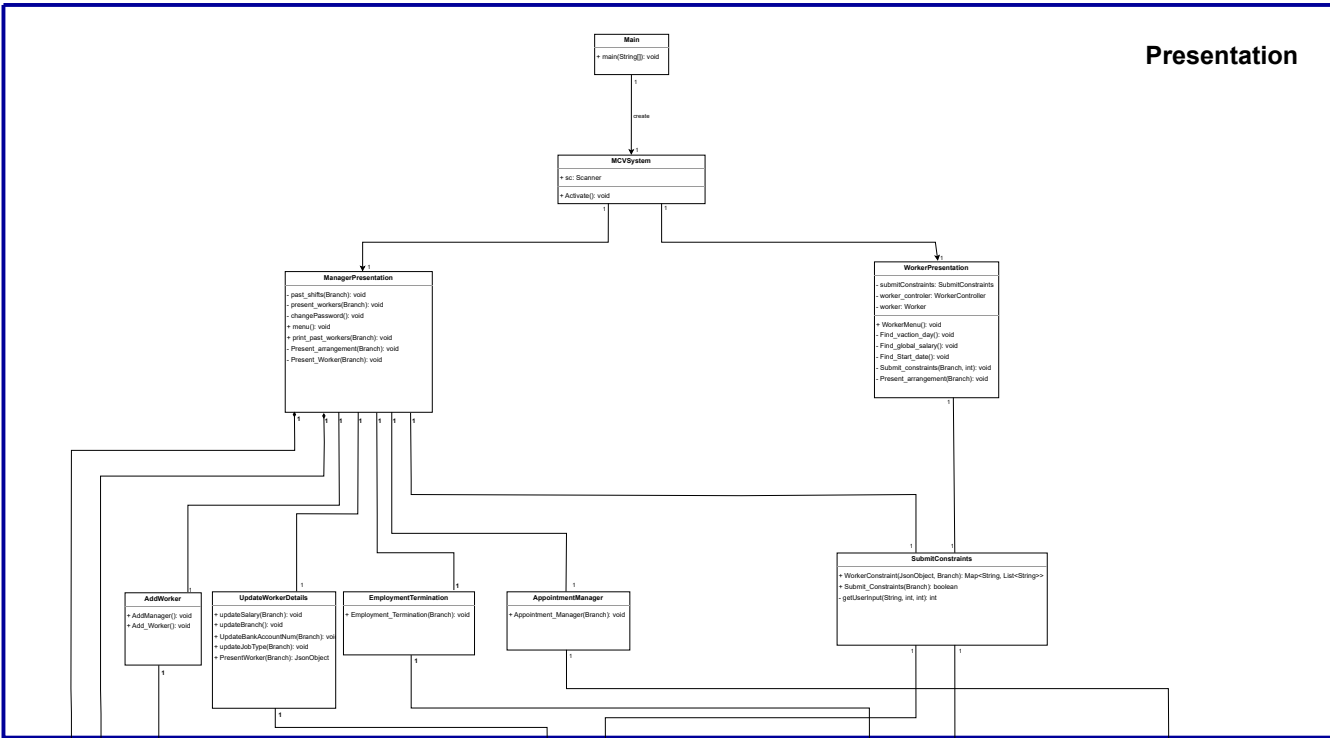 Presentation
Main
+ main(String[]): void
1
create
1
MCVSystem
+ sc: Scanner
+ Activate(): void
1
1
1
1
ManagerPresentation
- past_shifts(Branch): void
- present_workers(Branch): void
- changePassword(): void
+ menu(): void
+ print_past_workers(Branch): void
- Present_arrangement(Branch): void
- Present_Worker(Branch): void
1
1
1
1
1
1
1
WorkerPresentation
- submitConstraints: SubmitConstraints
- worker_controler: WorkerController
- worker: Worker
+ WorkerMenu(): void
- Find_vaction_day(): void
- Find_global_salary(): void
- Find_Start_date(): void
- Submit_constraints(Branch, int): void
- Present_arrangement(Branch): void
1
1
AddWorker
+ AddManager(): void
+ Add_Worker(): void
1
1
UpdateWorkerDetails
+ updateSalary(Branch): void
+ updateBranch(): void
+ UpdateBankAccountNum(Branch): voi
+ updateJobType(Branch): void
+ PresentWorker(Branch): JsonObject
1
1
EmploymentTermination
+ Employment_Termination(Branch): void
1
1
AppointmentManager
+ Appointment_Manager(Branch): void
1
1
1
SubmitConstraints
+ WorkerConstraint(JsonObject, Branch): Map<String, List<String>>
+ Submit_Constraints(Branch): boolean
- getUserInput(String, int, int): int
1
1